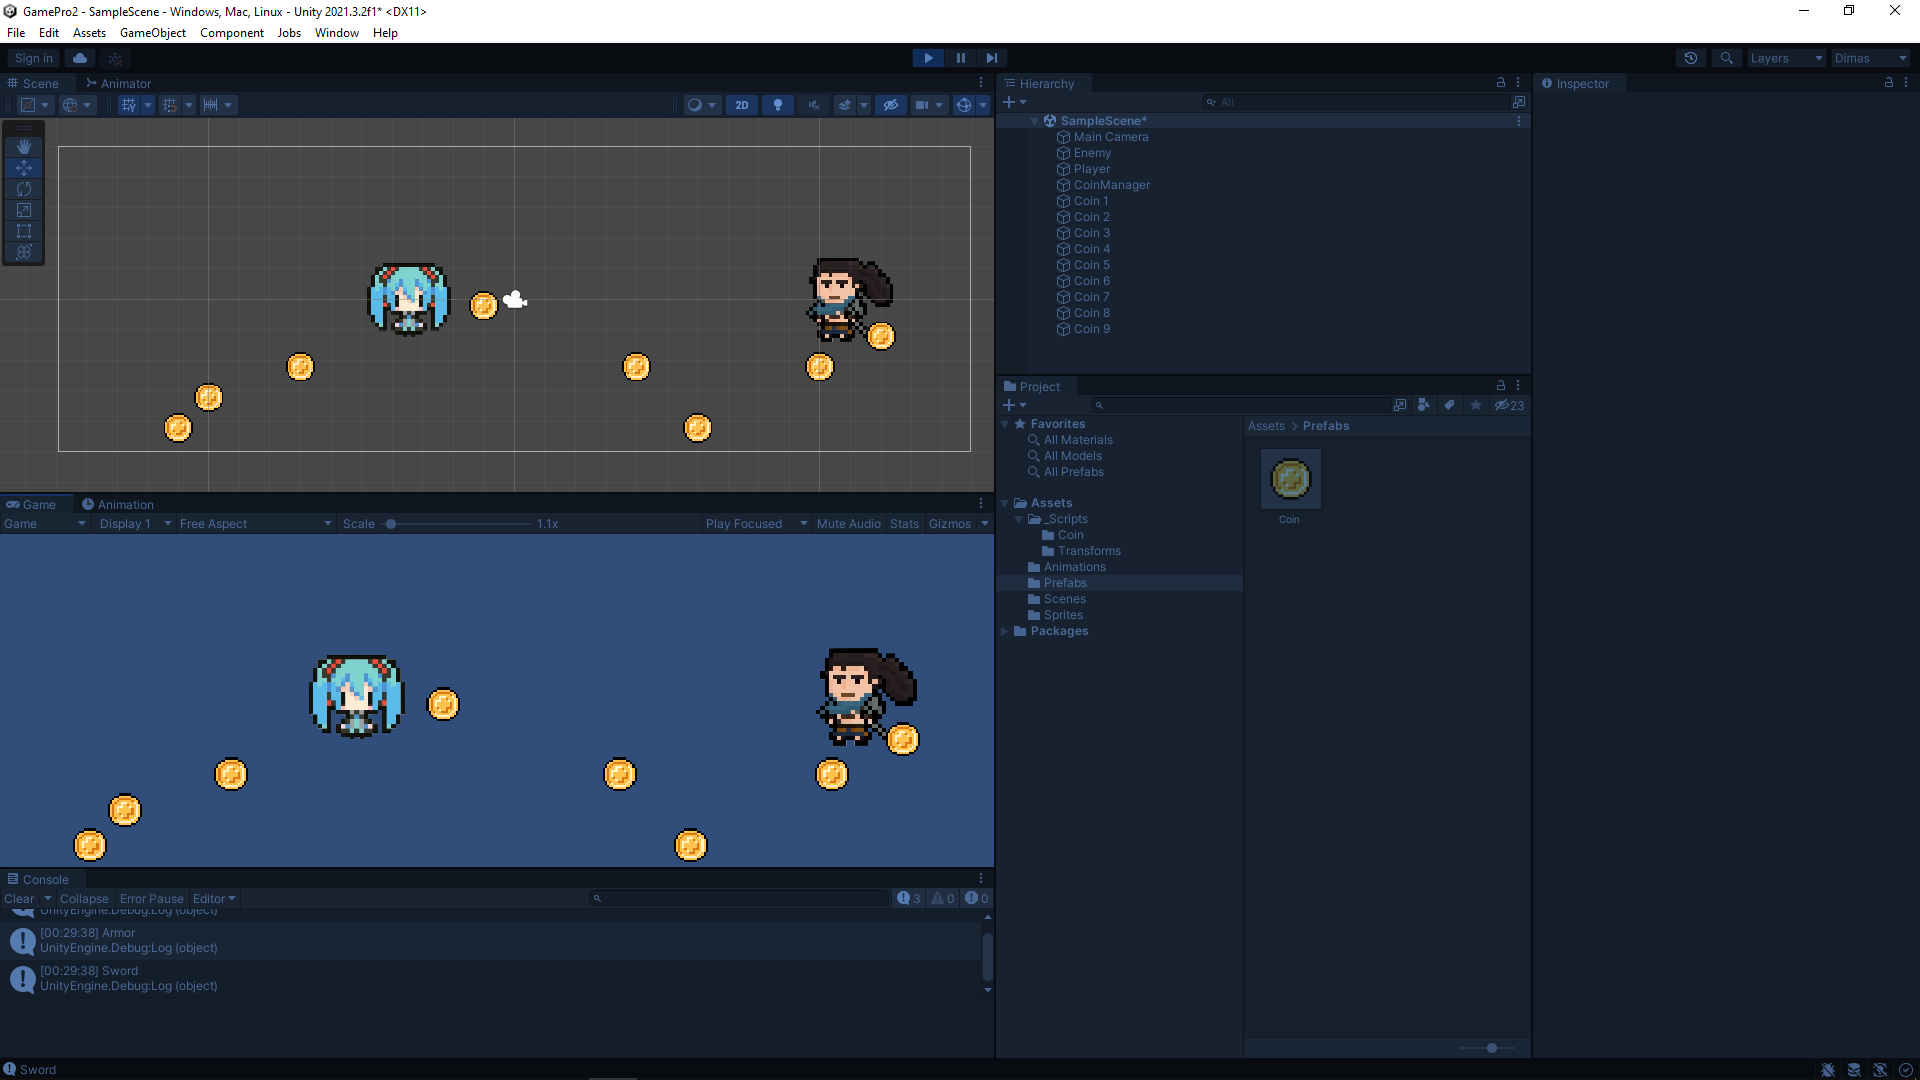 GamePro2 - SampleScene - Windows, Mac, Linux - Unity 2021.3.2f1* <DX11>
File Edit Assets GameObject Component Jobs Window Help
Sign in
Layers
Dimas
Scene
Animator
2D
Hierarchy
All
SampleScene*
Main Camera
Enemy
Player
CoinManager
Coin 1
Coin 2
Coin 3
Coin 4
Coin 5
Coin 6
Coin 7
Coin 8
Coin 9
Inspector
Project
23
Favorites
All Materials
All Models
All Prefabs
Assets
_Scripts
Coin
Transforms
Animations
Prefabs
Scenes
Sprites
Packages
Assets > Prefabs
Coin
Game
Animation
Game Display 1 Free Aspect Scale 1.1x Play Focused Mute Audio Stats Gizmos
Console
Clear Collapse Error Pause Editor 3 0 0
UnityEngine.Debug:Log (object)
[00:29:38] Armor
UnityEngine.Debug:Log (object)
[00:29:38] Sword
UnityEngine.Debug:Log (object)
Sword